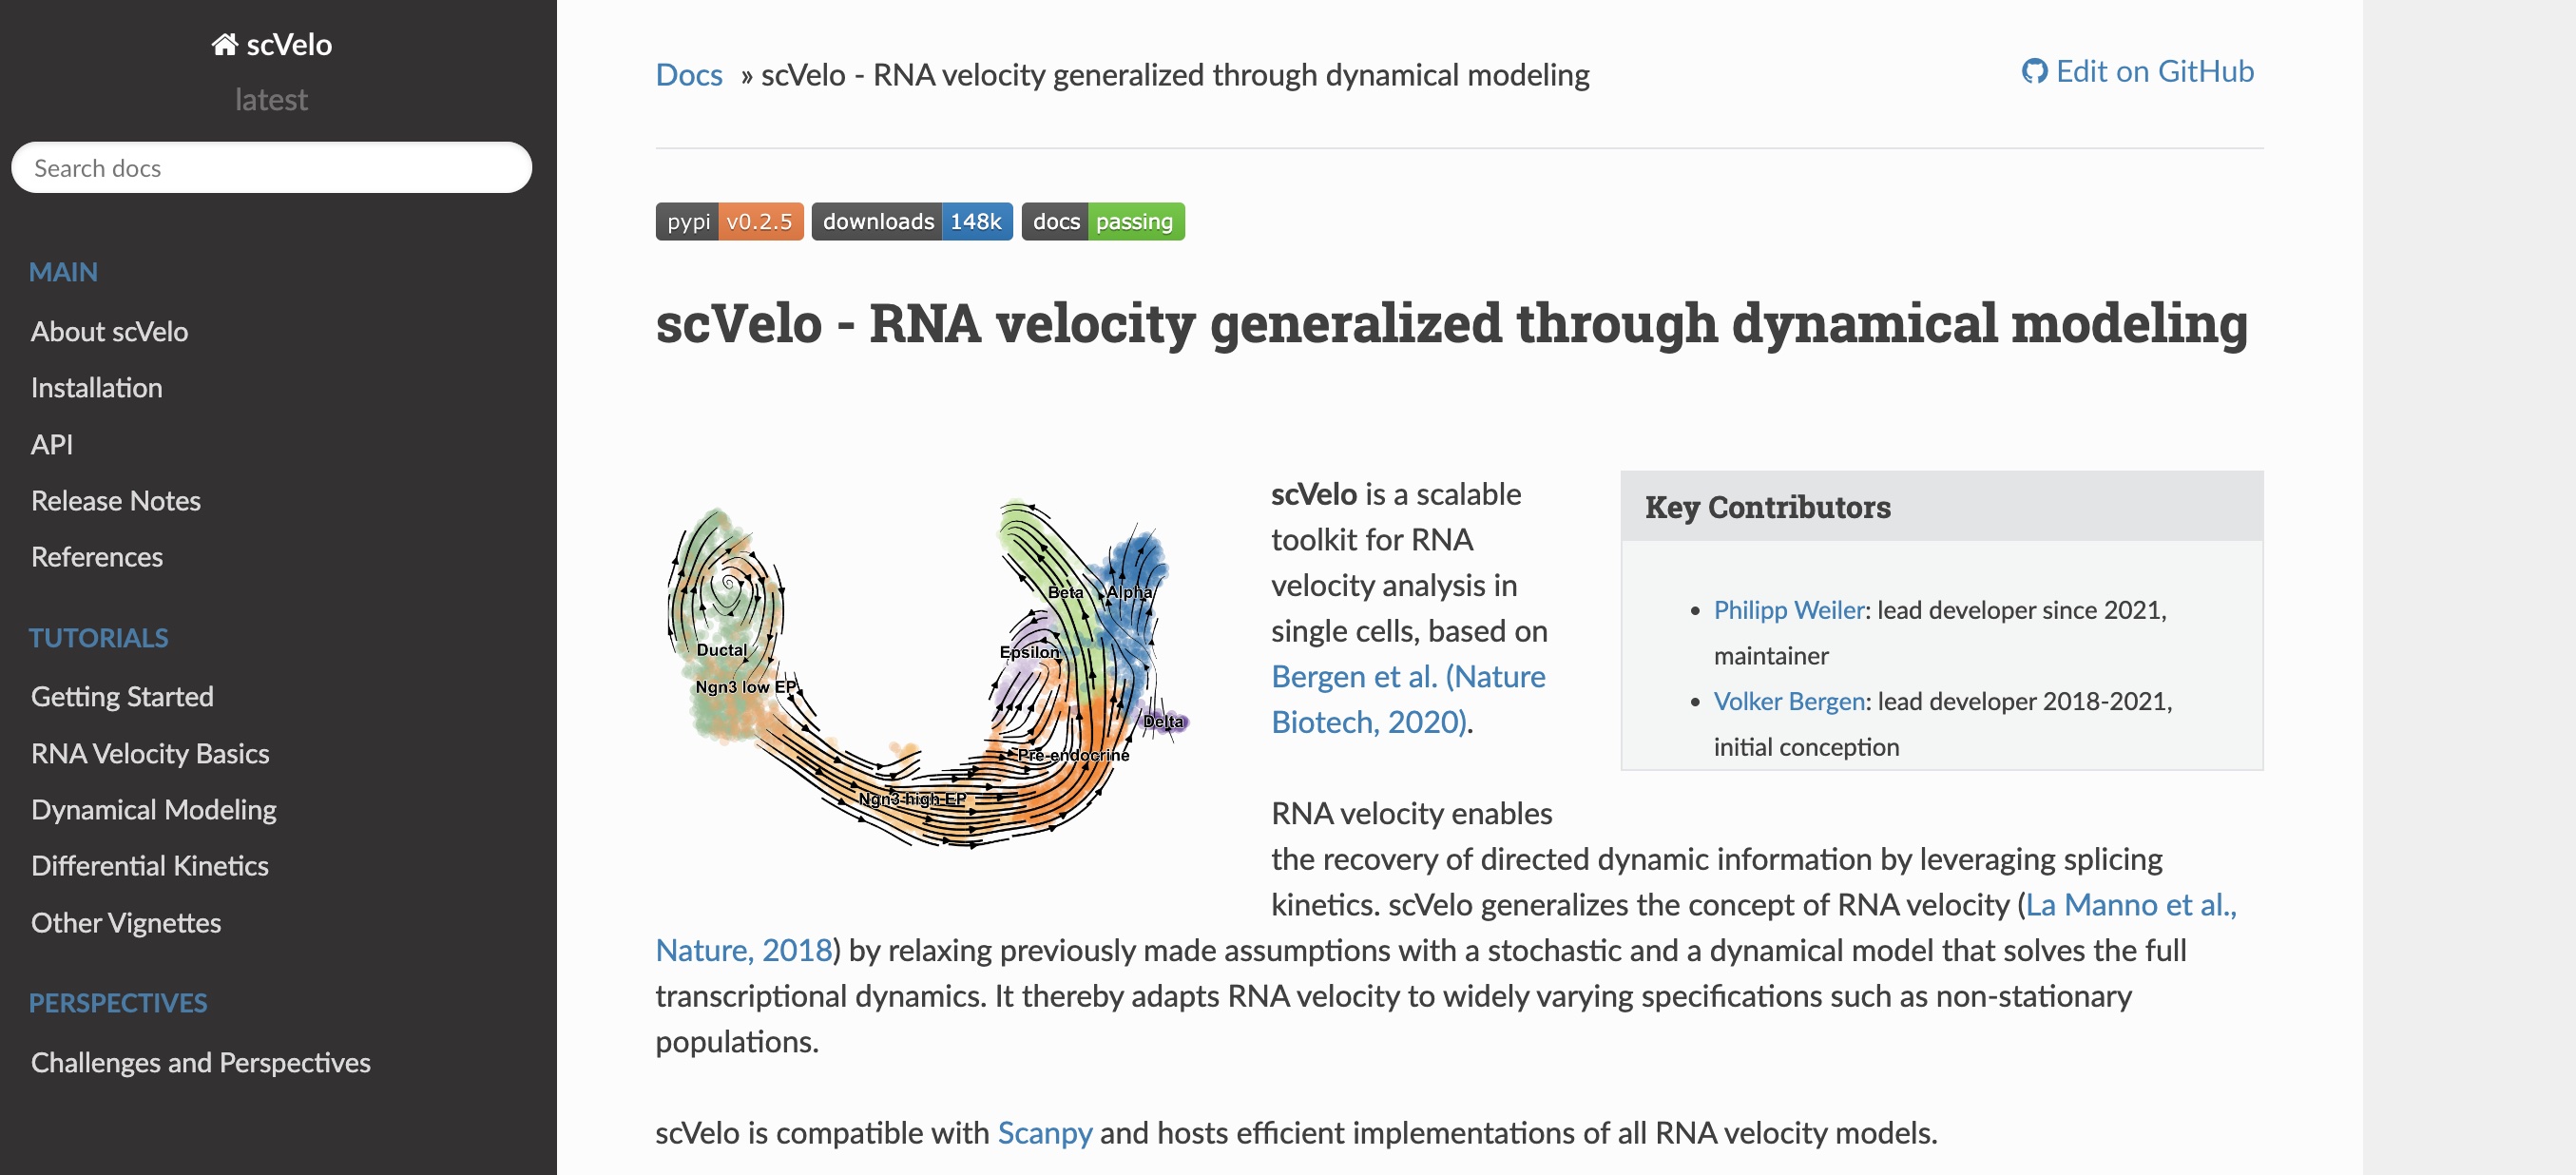 scVelo
latest
Search docs
MAIN
About scVelo
Installation
API
Release Notes
References
TUTORIALS
Getting Started
RNA Velocity Basics
Dynamical Modeling
Differential Kinetics
Other Vignettes
PERSPECTIVES
Challenges and Perspectives
Docs » scVelo - RNA velocity generalized through dynamical modeling
Edit on GitHub
pypi v0.2.5 downloads 148k docs passing
scVelo - RNA velocity generalized through dynamical modeling
Beta Alpha
Ductal
Epsilon
Ngn3 low EP
Delta
Pre-endocrine
Ngn3 high EP
scVelo is a scalable
toolkit for RNA
velocity analysis in
single cells, based on
Bergen et al. (Nature
Biotech, 2020).
Key Contributors
Philipp Weiler: lead developer since 2021,
maintainer
Volker Bergen: lead developer 2018-2021,
initial conception
RNA velocity enables
the recovery of directed dynamic information by leveraging splicing
kinetics. scVelo generalizes the concept of RNA velocity (La Manno et al.,
Nature, 2018) by relaxing previously made assumptions with a stochastic and a dynamical model that solves the full
transcriptional dynamics. It thereby adapts RNA velocity to widely varying specifications such as non-stationary
populations.
scVelo is compatible with Scanpy and hosts efficient implementations of all RNA velocity models.